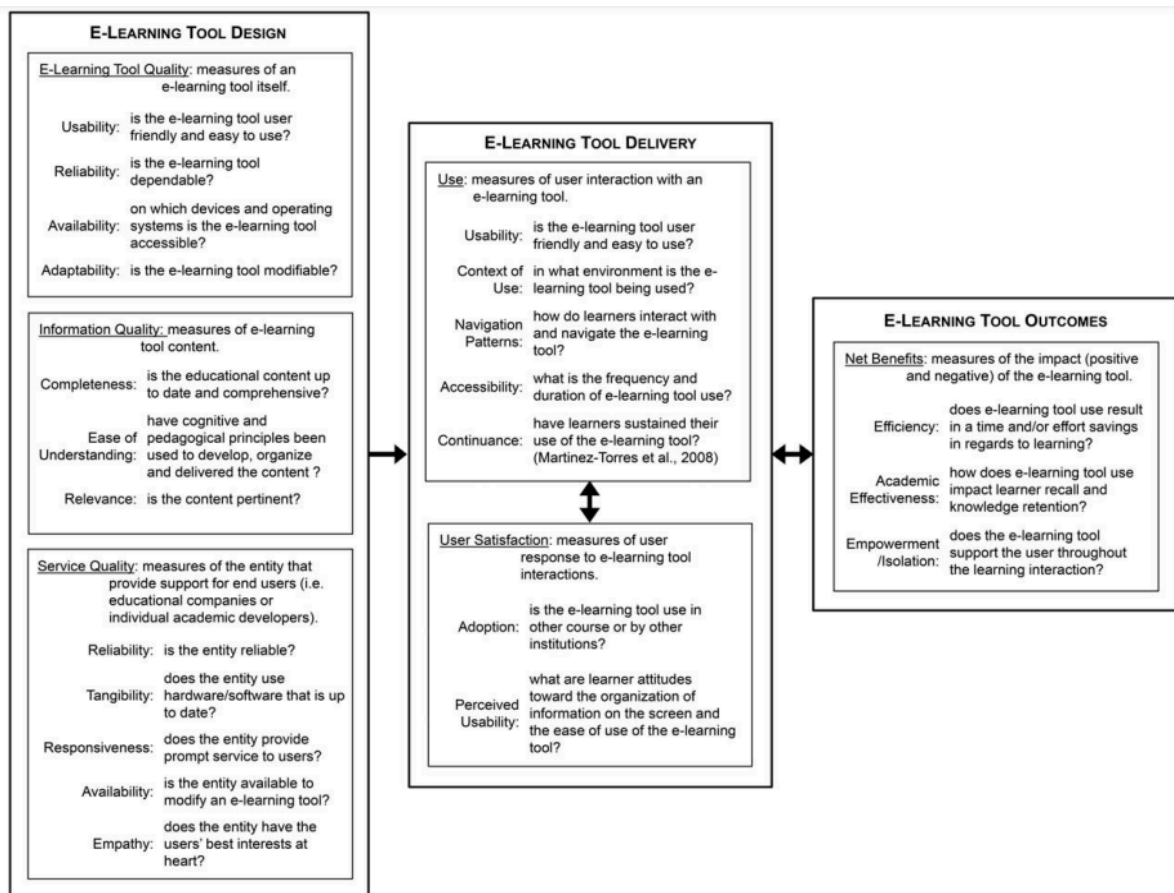 E-LEARNING TOOL DESIGN
E-Learning Tool Quality: measures of an
e-learning tool itself.
Usability: is the e-learning tool user
friendly and easy to use?
Reliability: is the e-learning tool
dependable?
on which devices and operating
Availability: systems is the e-learning tool
accessible?
Adaptability: is the e-learning tool modifiable?
Information Quality: measures of e-learning
tool content.
Completeness: is the educational content up
to date and comprehensive?
have cognitive and
Ease of pedagogical principles been
Understanding: used to develop, organize
and delivered the content ?
Relevance: is the content pertinent?
Service Quality: measures of the entity that
provide support for end users (i.e.
educational companies or
individual academic developers).
Reliability: is the entity reliable?
does the entity use
Tangibility: hardware/software that is up
to date?
Responsiveness: does the entity provide
prompt service to users?
Availability: is the entity available to
modify an e-learning tool?
does the entity have the
Empathy: users' best interests at
heart?
E-LEARNING TOOL DELIVERY
Use: measures of user interaction with an
e-learning tool.
Usability: is the e-learning tool user
friendly and easy to use?
Context of in what environment is the e-
Use: learning tool being used?
how do learners interact with
Navigation and navigate the e-learning
Patterns: tool?
Accessibility: what is the frequency and
duration of e-learning tool use?
have learners sustained their
Continuance: use of the e-learning tool?
(Martinez-Torres et al., 2008)
User Satisfaction: measures of user
response to e-learning tool
interactions.
is the e-learning tool use in
Adoption: other course or by other
institutions?
what are learner attitudes
toward the organization of
Perceived information on the screen and
Usability: the ease of use of the e-learning
tool?
E-LEARNING TOOL OUTCOMES
Net Benefits: measures of the impact (positive
and negative) of the e-learning tool.
does e-learning tool use result
Efficiency: in a time and/or effort savings
in regards to learning?
how does e-learning tool use
Academic impact learner recall and
Effectiveness: knowledge retention?
does the e-learning tool
Empowerment support the user throughout
/Isolation: the learning interaction?